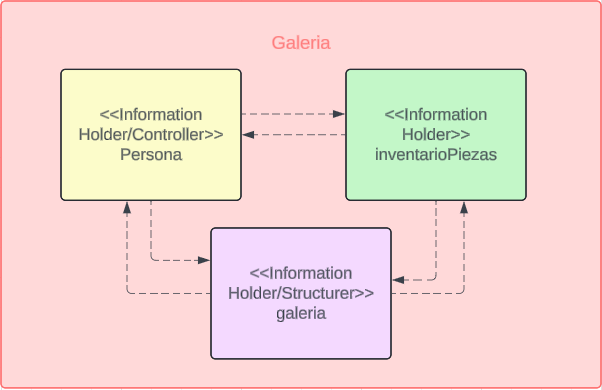 Galeria
<<Information
Holder/Controller>>
Persona
<<Information
Holder>>
inventarioPiezas
<<Information
Holder/Structurer>>
galeria